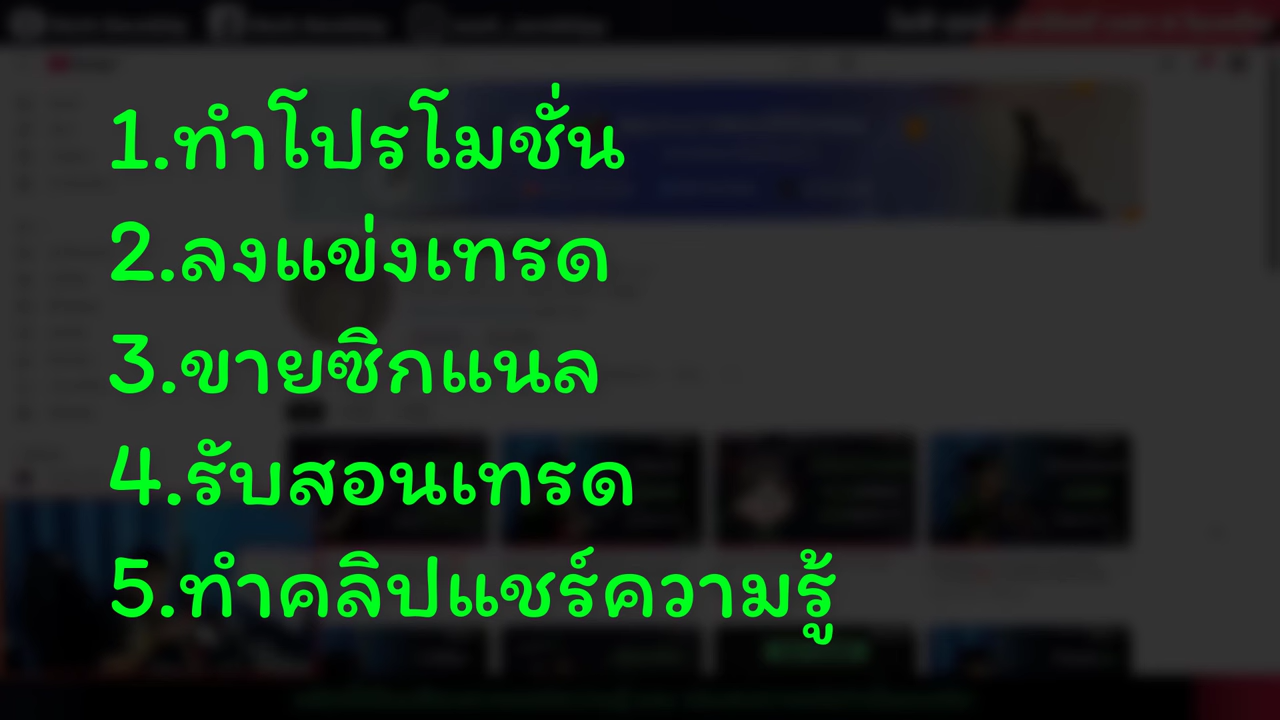 1.ทำโปรโมชั่น
2.ลงแข่งเทรด
3.ขายซิกแนล
4.รับสอนเทรด
5.ทำคลิปแชร์ความรู้